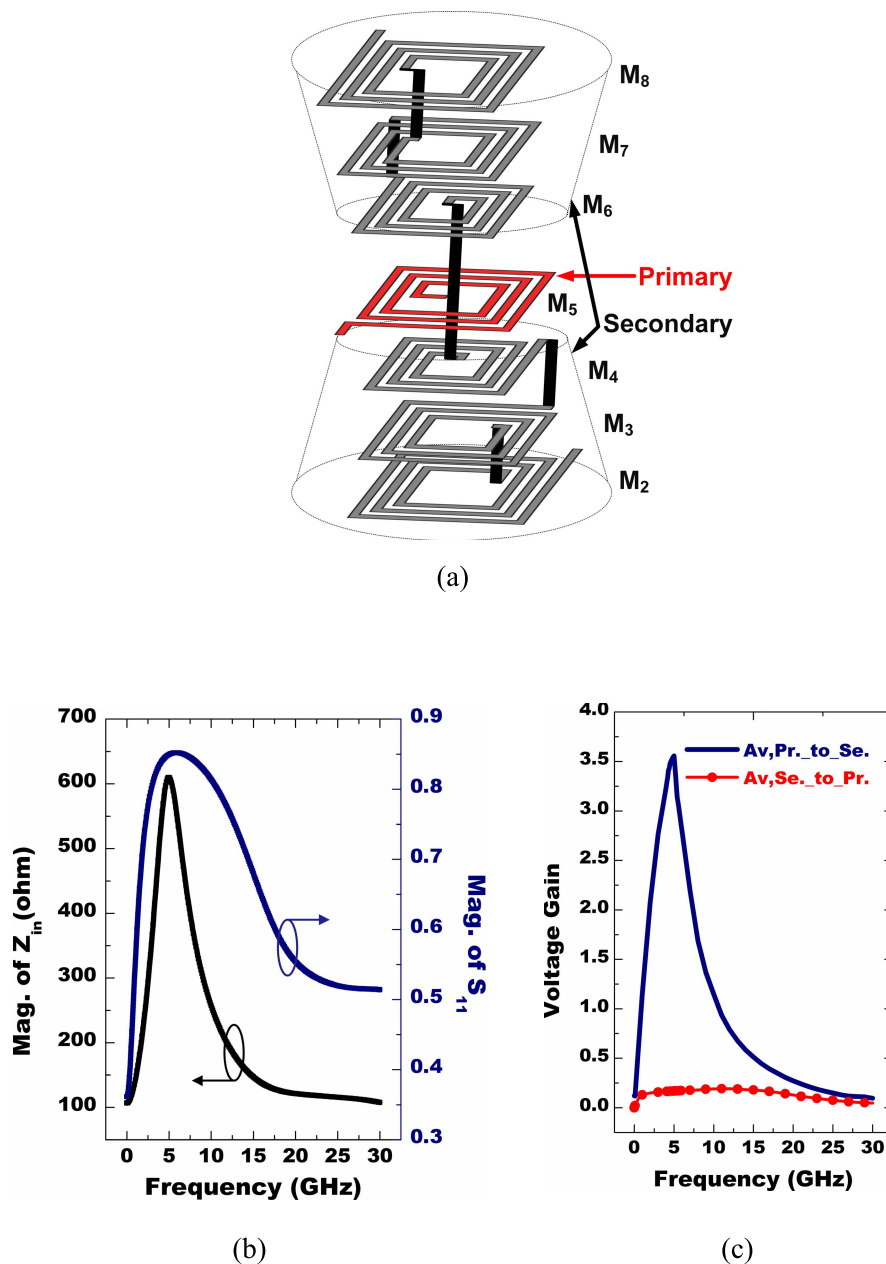 M8
M7
M6
Primary
M5
Secondary
M4
M3
M2
(a)
700
600
500
400
300
200
100
Mag. of Zin(ohm)
0.9
0.8
0.7
0.6
0.5
0.4
0.3
Mag. of S11
0 5 10 15 20 25 30
Frequency (GHz)
(b)
4.0
3.5
3.0
2.5
2.0
1.5
1.0
0.5
0.0
Voltage Gain
Av,Pr._to_Se.
Av,Se._to_Pr.
0 5 10 15 20 25 30
Frequency (GHz)
(c)